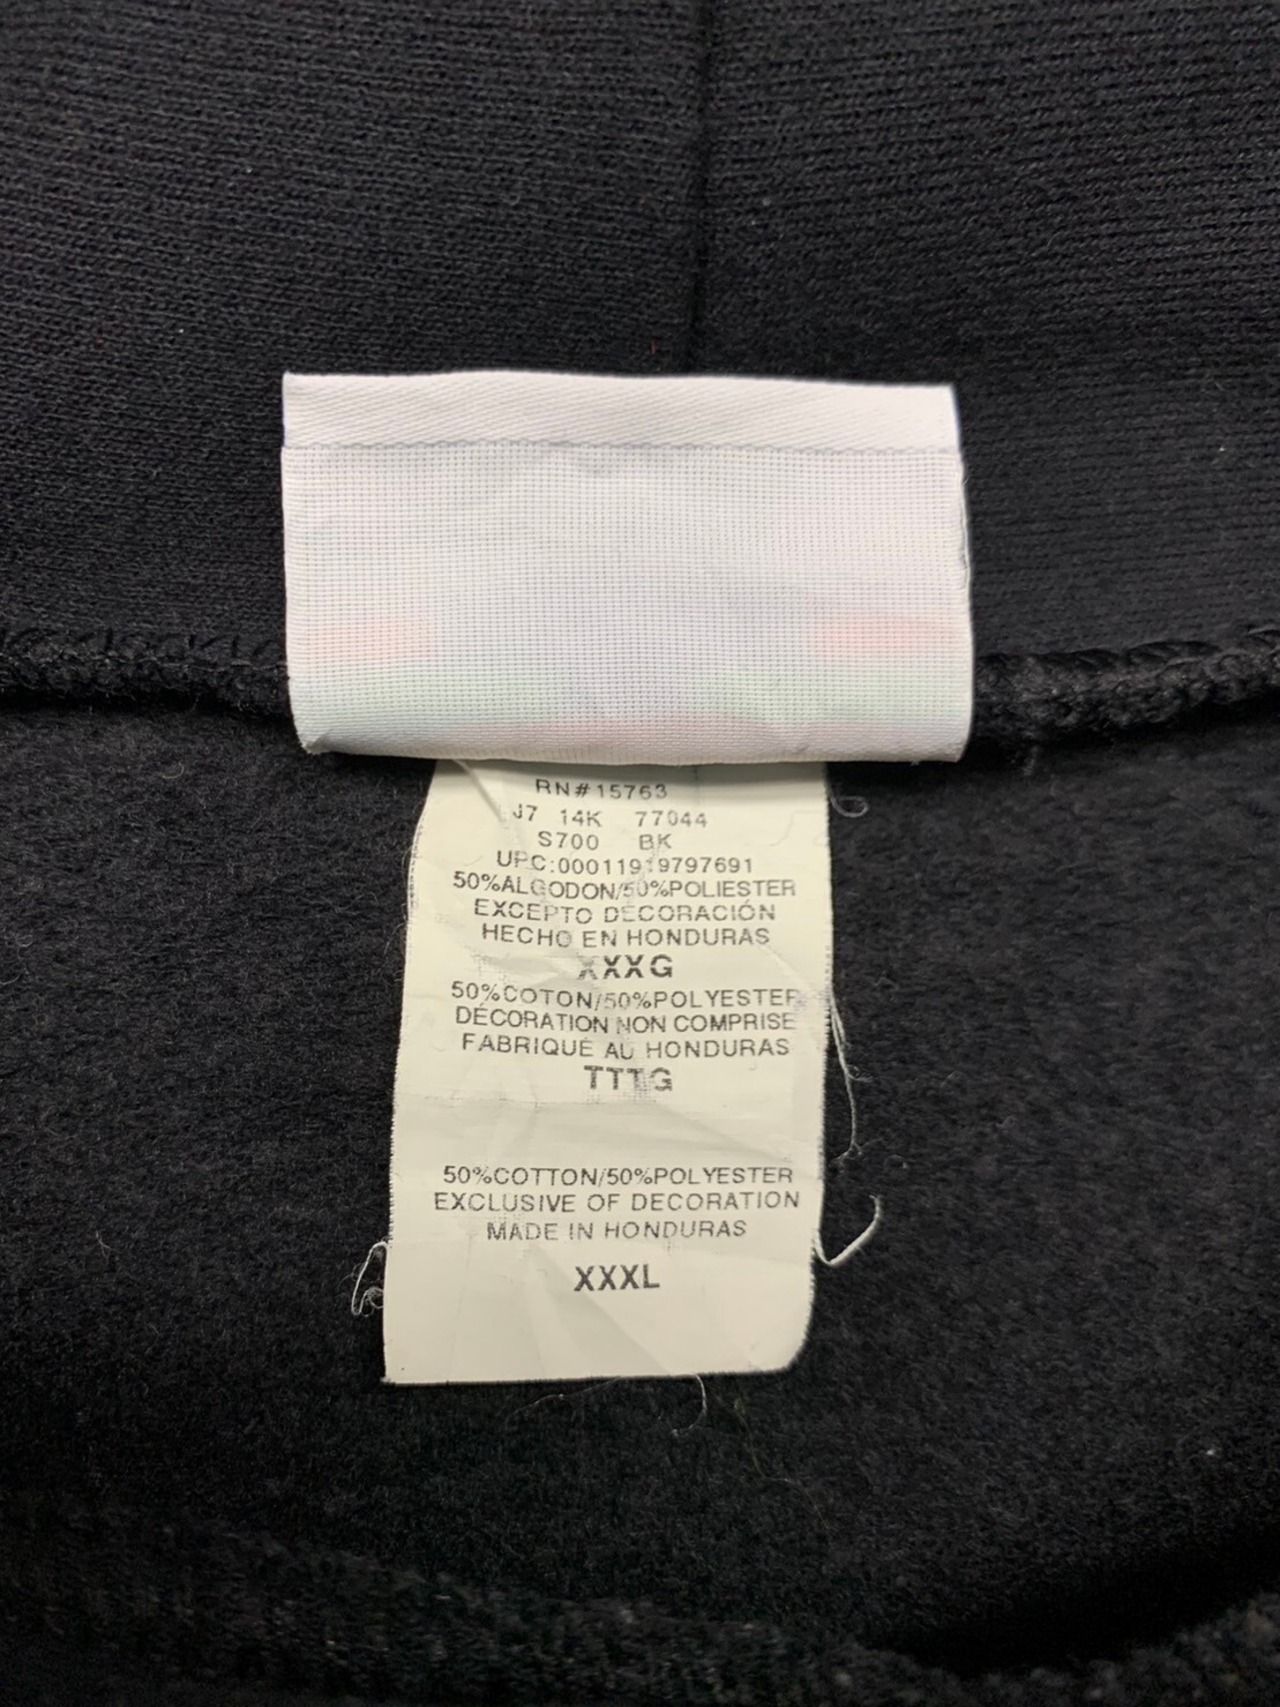 RN#15763
J7 14K 77044
S700 BK
UPC:00011919797691
50%ALGODON/50%POLIESTER
EXCEPTO DECORACIÓN
HECHO EN HONDURAS
XXXG
50%COTON/50%POLYESTER
DÉCORATION NON COMPRISE
FABRIQUÉ AU HONDURAS
TTTG
50%COTTON/50%POLYESTER
EXCLUSIVE OF DECORATION
MADE IN HONDURAS
XXXL